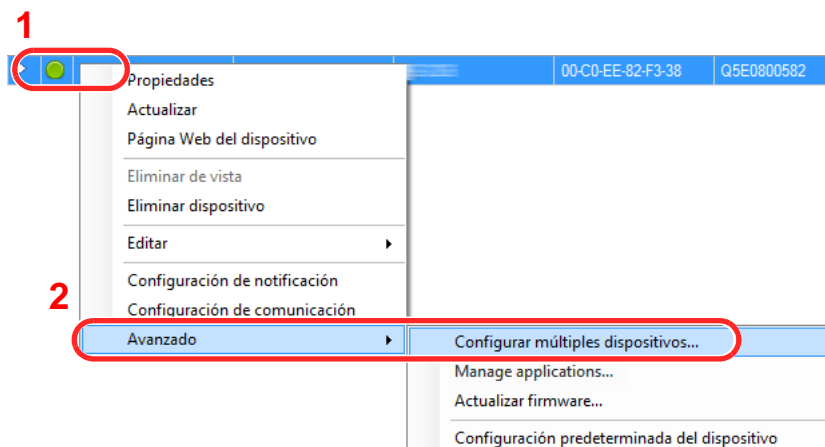 1
00-C0-EE-82-F3-38 Q5E0800582
Propiedades
Actualizar
Página Web del dispositivo
Eliminar de vista
Eliminar dispositivo
Editar
Configuración de notificación
2
Configuración de comunicación
Avanzado
Configurar múltiples dispositivos...
Manage applications...
Actualizar firmware...
Configuración predeterminada del dispositivo